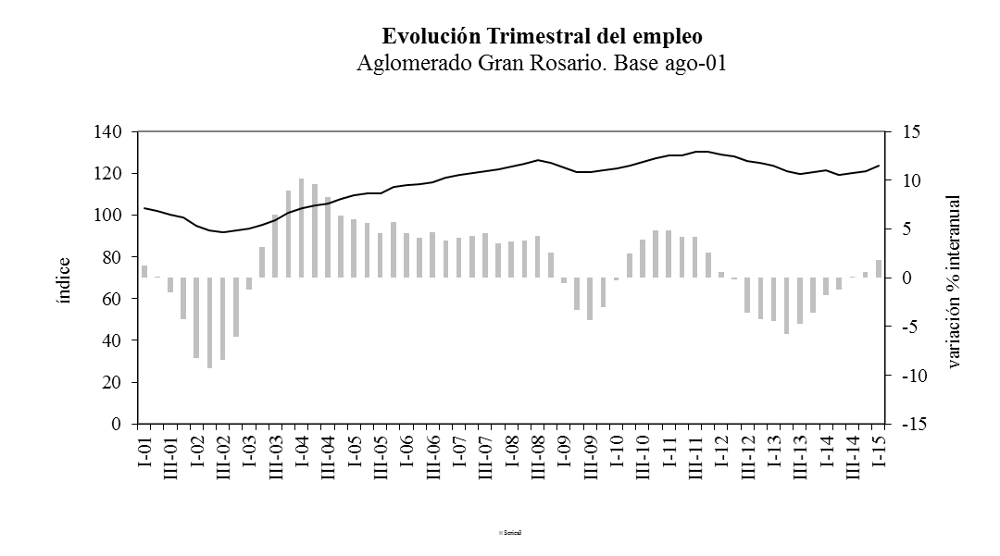 Evolución Trimestral del empleo
Aglomerado Gran Rosario. Base ago-01
140
120
100
80
60
40
20
0
índice
15
10
5
0
-5
-10
-15
variación % interanual
I-01
III-01
I-02
III-02
I-03
III-03
I-04
III-04
I-05
III-05
I-06
III-06
I-07
III-07
I-08
III-08
I-09
III-09
I-10
III-10
I-11
III-11
I-12
III-12
I-13
III-13
I-14
III-14
I-15
Series3